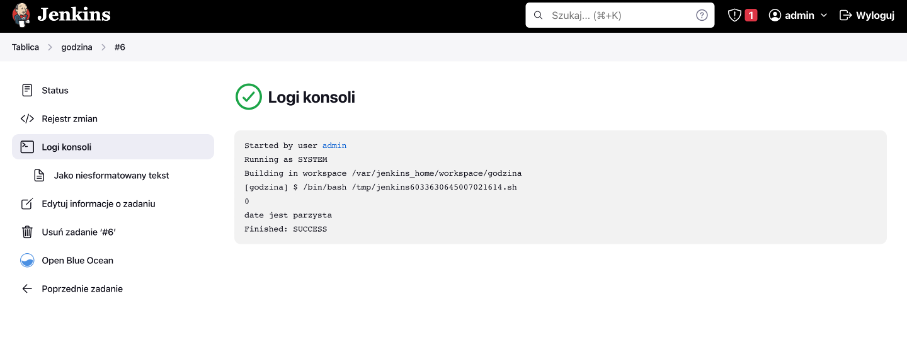 Jenkins
Szukaj... (⌘+K)
1
admin
Wyloguj
Tablica
godzina
#6
Status
Rejestr zmian
Logi konsoli
Jako niesformatowany tekst
Edytuj informacje o zadaniu
Usuń zadanie ‘#6’
Open Blue Ocean
Poprzednie zadanie
Logi konsoli
Started by user admin
Running as SYSTEM
Building in workspace /var/jenkins_home/workspace/godzina
[godzina] $ /bin/bash /tmp/jenkins6033630645007021614.sh
0
date jest parzysta
Finished: SUCCESS